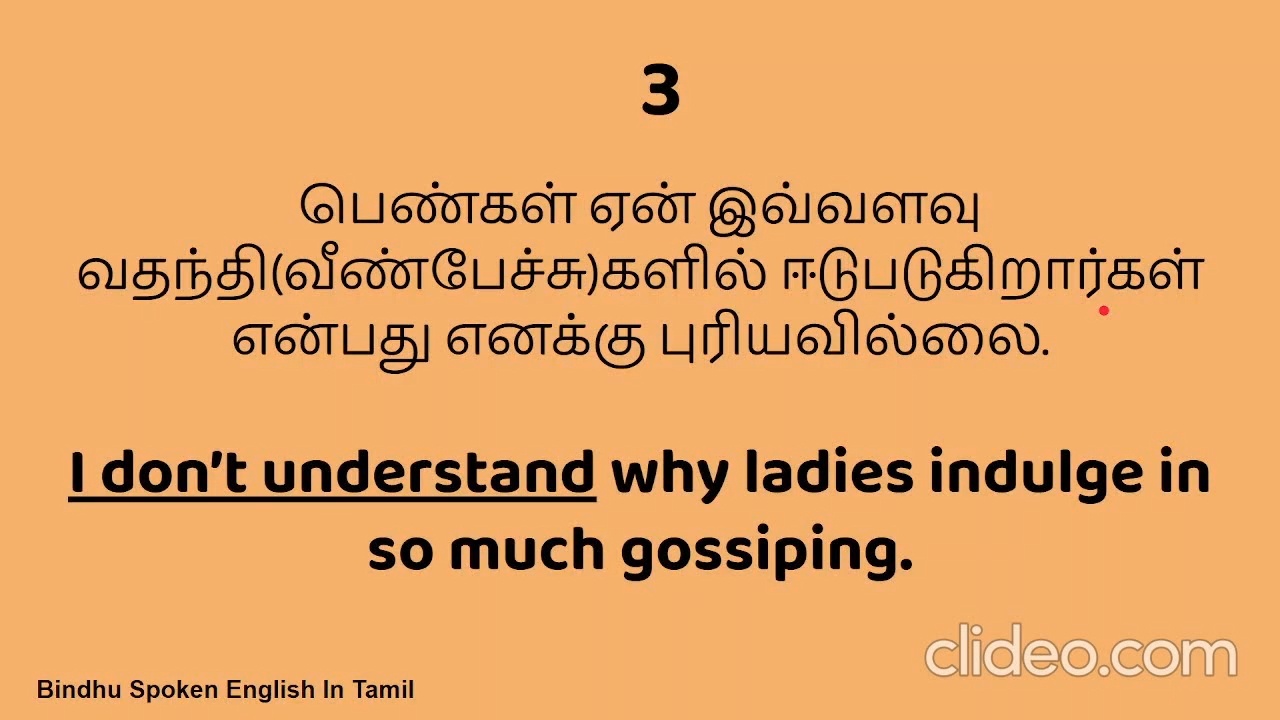 3
பெண்கள் ஏன் இவ்வளவு
வதந்தி(வீண்பேச்சு)களில் ஈடுபடுகிறார்கள்
என்பது எனக்கு புரியவில்லை.
I don't understand why ladies indulge in
so much gossiping.
clideo.com
Bindhu Spoken English In Tamil